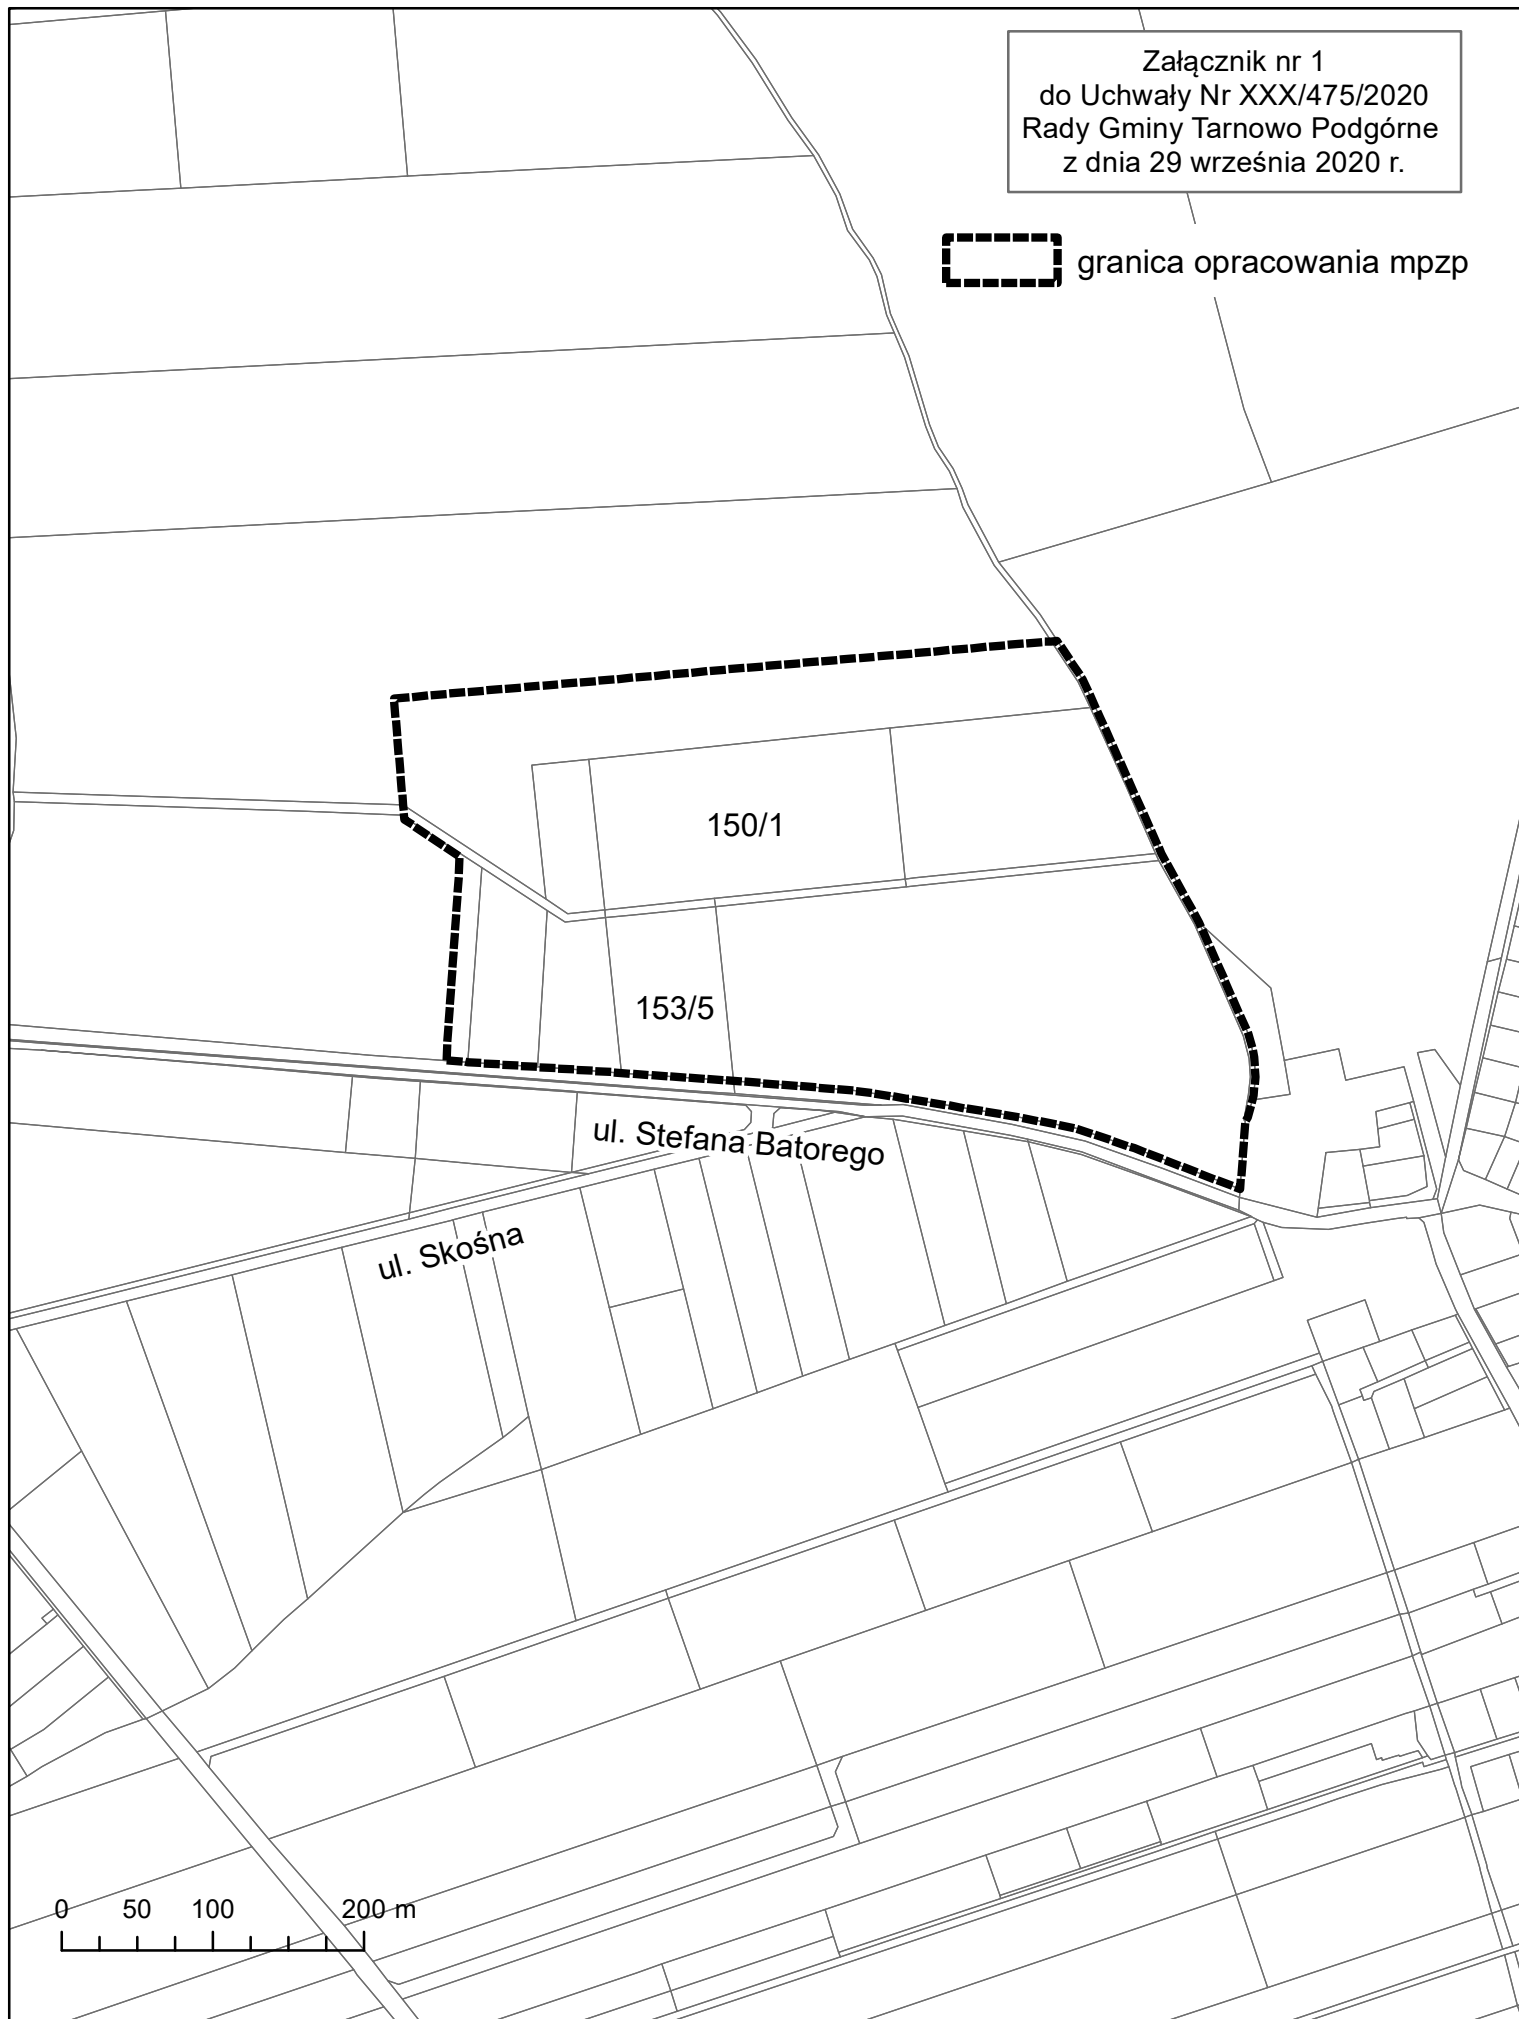 Załącznik nr 1
do Uchwały Nr XXX/475/2020
Rady Gminy Tarnowo Podgórne
z dnia 29 września 2020 r.
granica opracowania mpzp
150/1
153/5
ul. Stefana Batorego
ul. Skośna
0 50 100 200 m